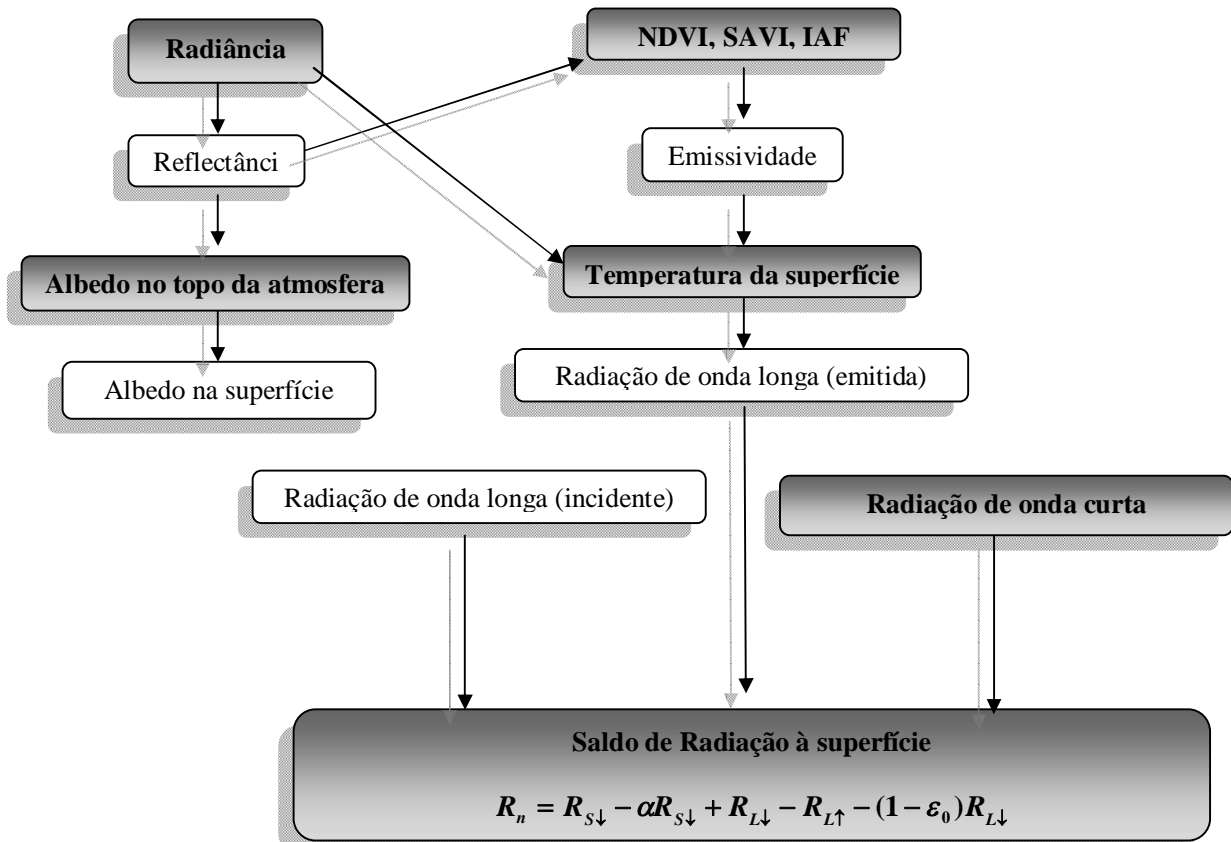 Radiância
NDVI, SAVI, IAF
Reflectânci
Emissividade
Albedo no topo da atmosfera
Temperatura da superfície
Albedo na superfície
Radiação de onda longa (emitida)
Radiação de onda longa (incidente)
Radiação de onda curta
Saldo de Radiação à superfície
Rₙ = R_S↓ − αR_S↓ + R_L↓ − R_L↑ − (1 − ε₀)R_L↓